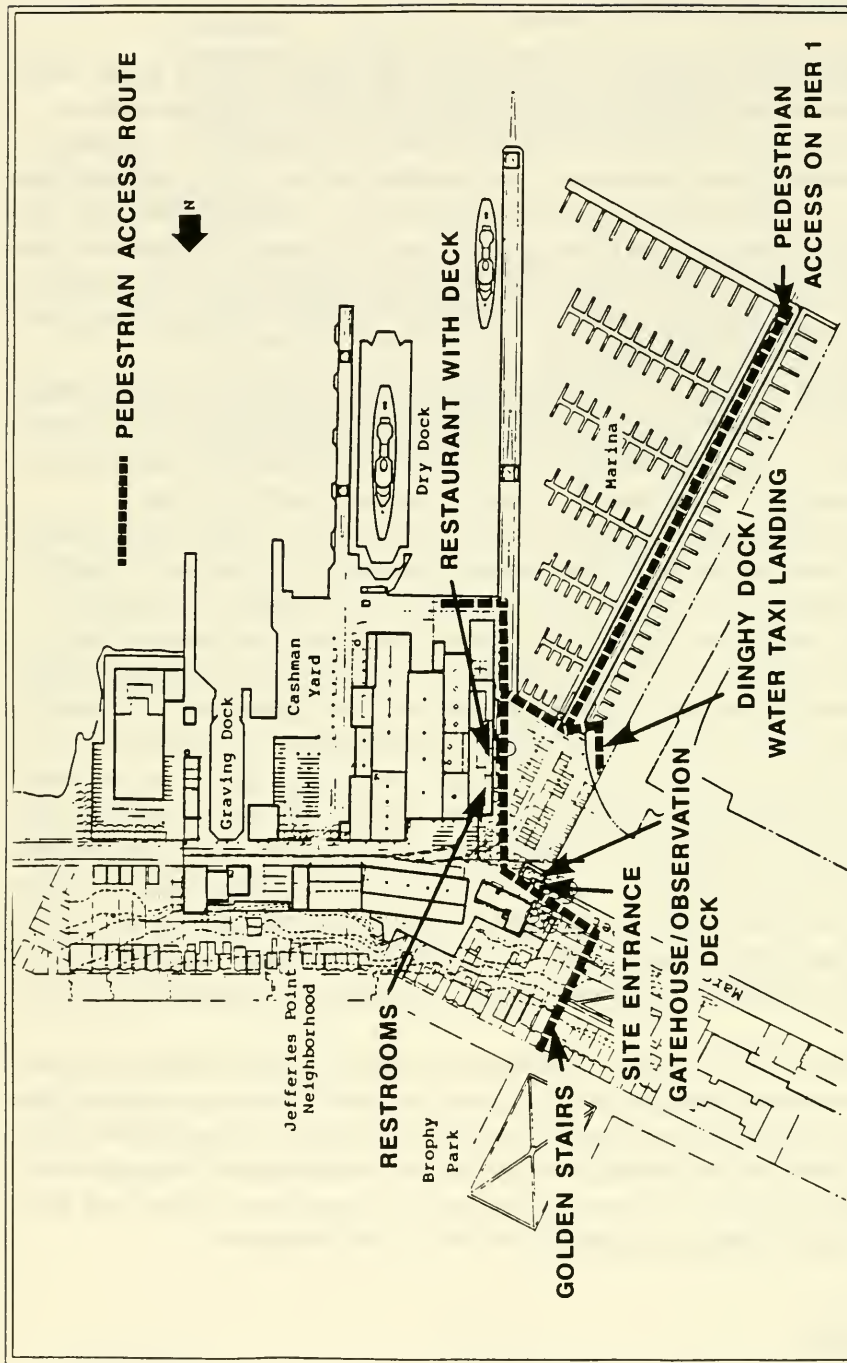 PEDESTRIAN ACCESS ROUTE
N
PEDESTRIAN
ACCESS ON PIER 1
RESTAURANT WITH DECK
Dry Dock
Marina
DINGHY DOCK/
WATER TAXI LANDING
Cashman
Yard
Graving Dock
SITE ENTRANCE
GATEHOUSE/OBSERVATION
DECK
Jefferies Point
Neighborhood
RESTROOMS
Brophy
Park
GOLDEN STAIRS
Mar